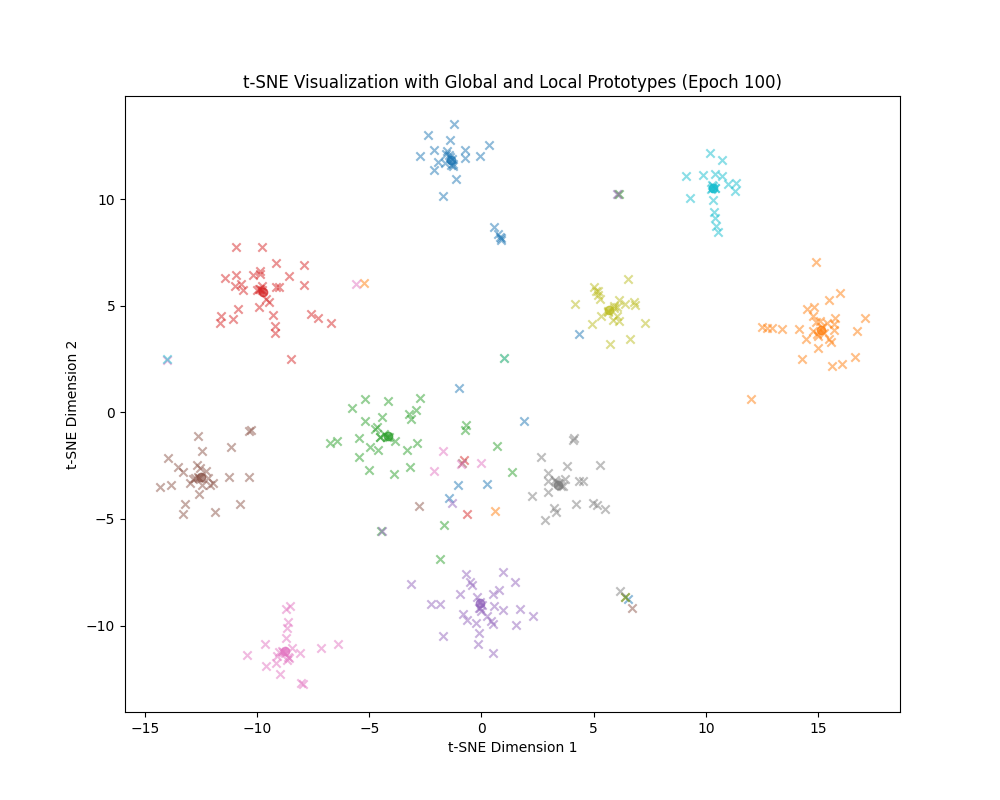 t-SNE Visualization with Global and Local Prototypes (Epoch 100)
t-SNE Dimension 2
10
5
0
−5
−10
−15 −10 −5 0 5 10 15
t-SNE Dimension 1